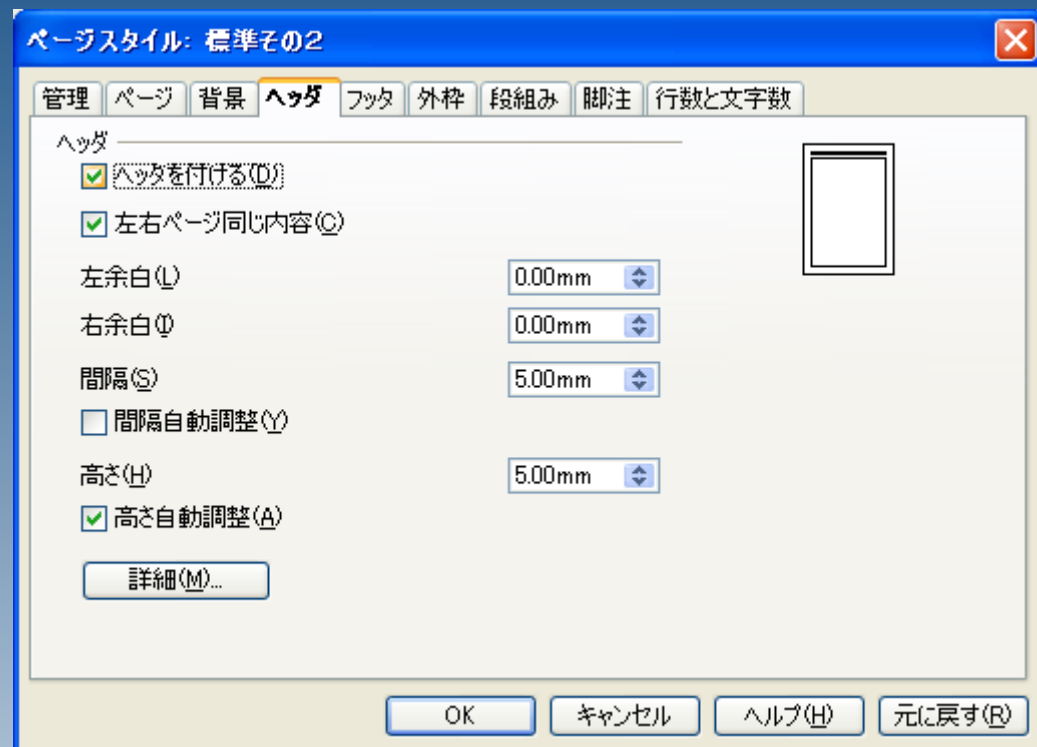 ページスタイル: 標準その2
管理 ページ 背景 ヘッダ フッタ 外枠 段組み 脚注 行数と文字数
ヘッダ
ヘッダを付ける(D)
左右ページ同じ内容(C)
左余白(L) 0.00mm
右余白(I) 0.00mm
間隔(S) 5.00mm
間隔自動調整(Y)
高さ(H) 5.00mm
高さ自動調整(A)
詳細(M)...
OK キャンセル ヘルプ(H) 元に戻す(R)